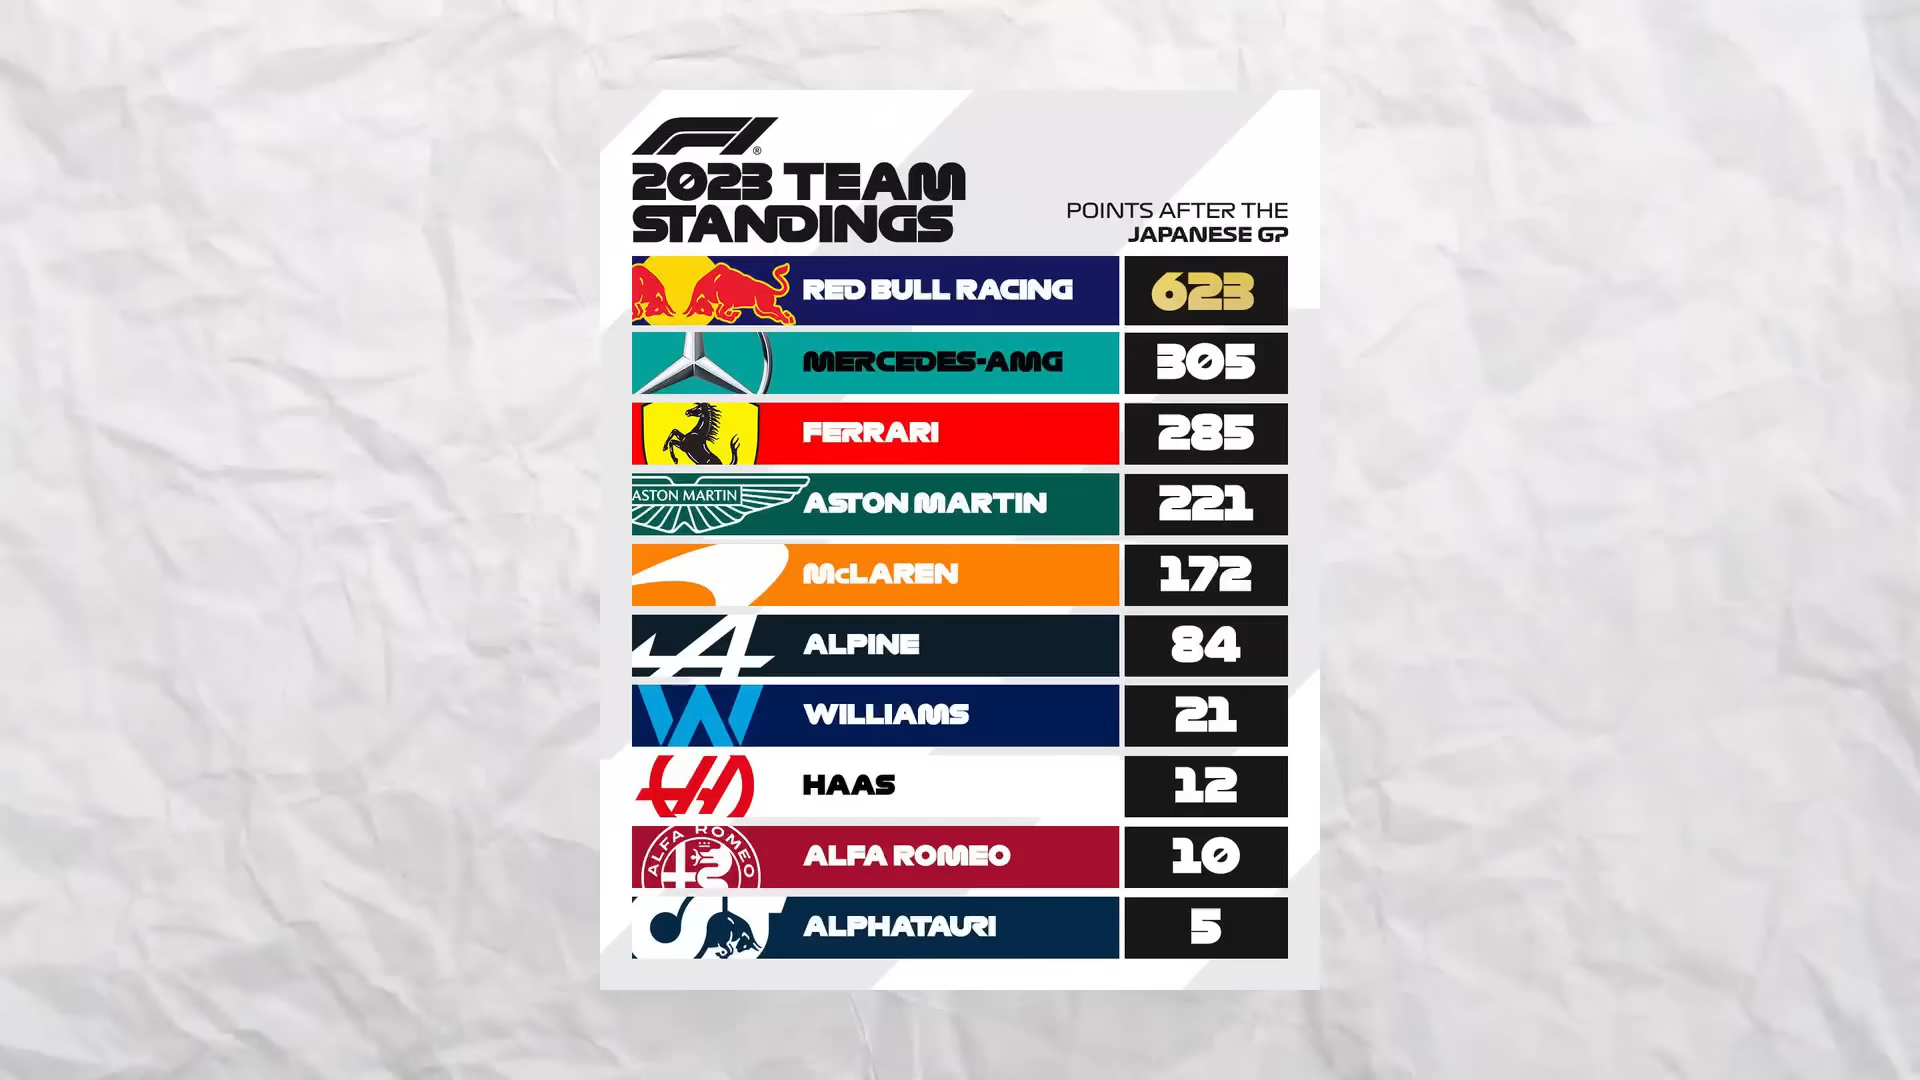 F1®
2023 TEAM
STANDINGS
POINTS AFTER THE
JAPANESE GP
RED BULL RACING 623
MERCEDES-AMG 305
FERRARI 285
ASTON MARTIN ASTON MARTIN 221
McLAREN 172
ALPINE 84
WILLIAMS 21
HAAS 12
ALFA ROMEO ALFA ROMEO 10
ALPHATAURI 5